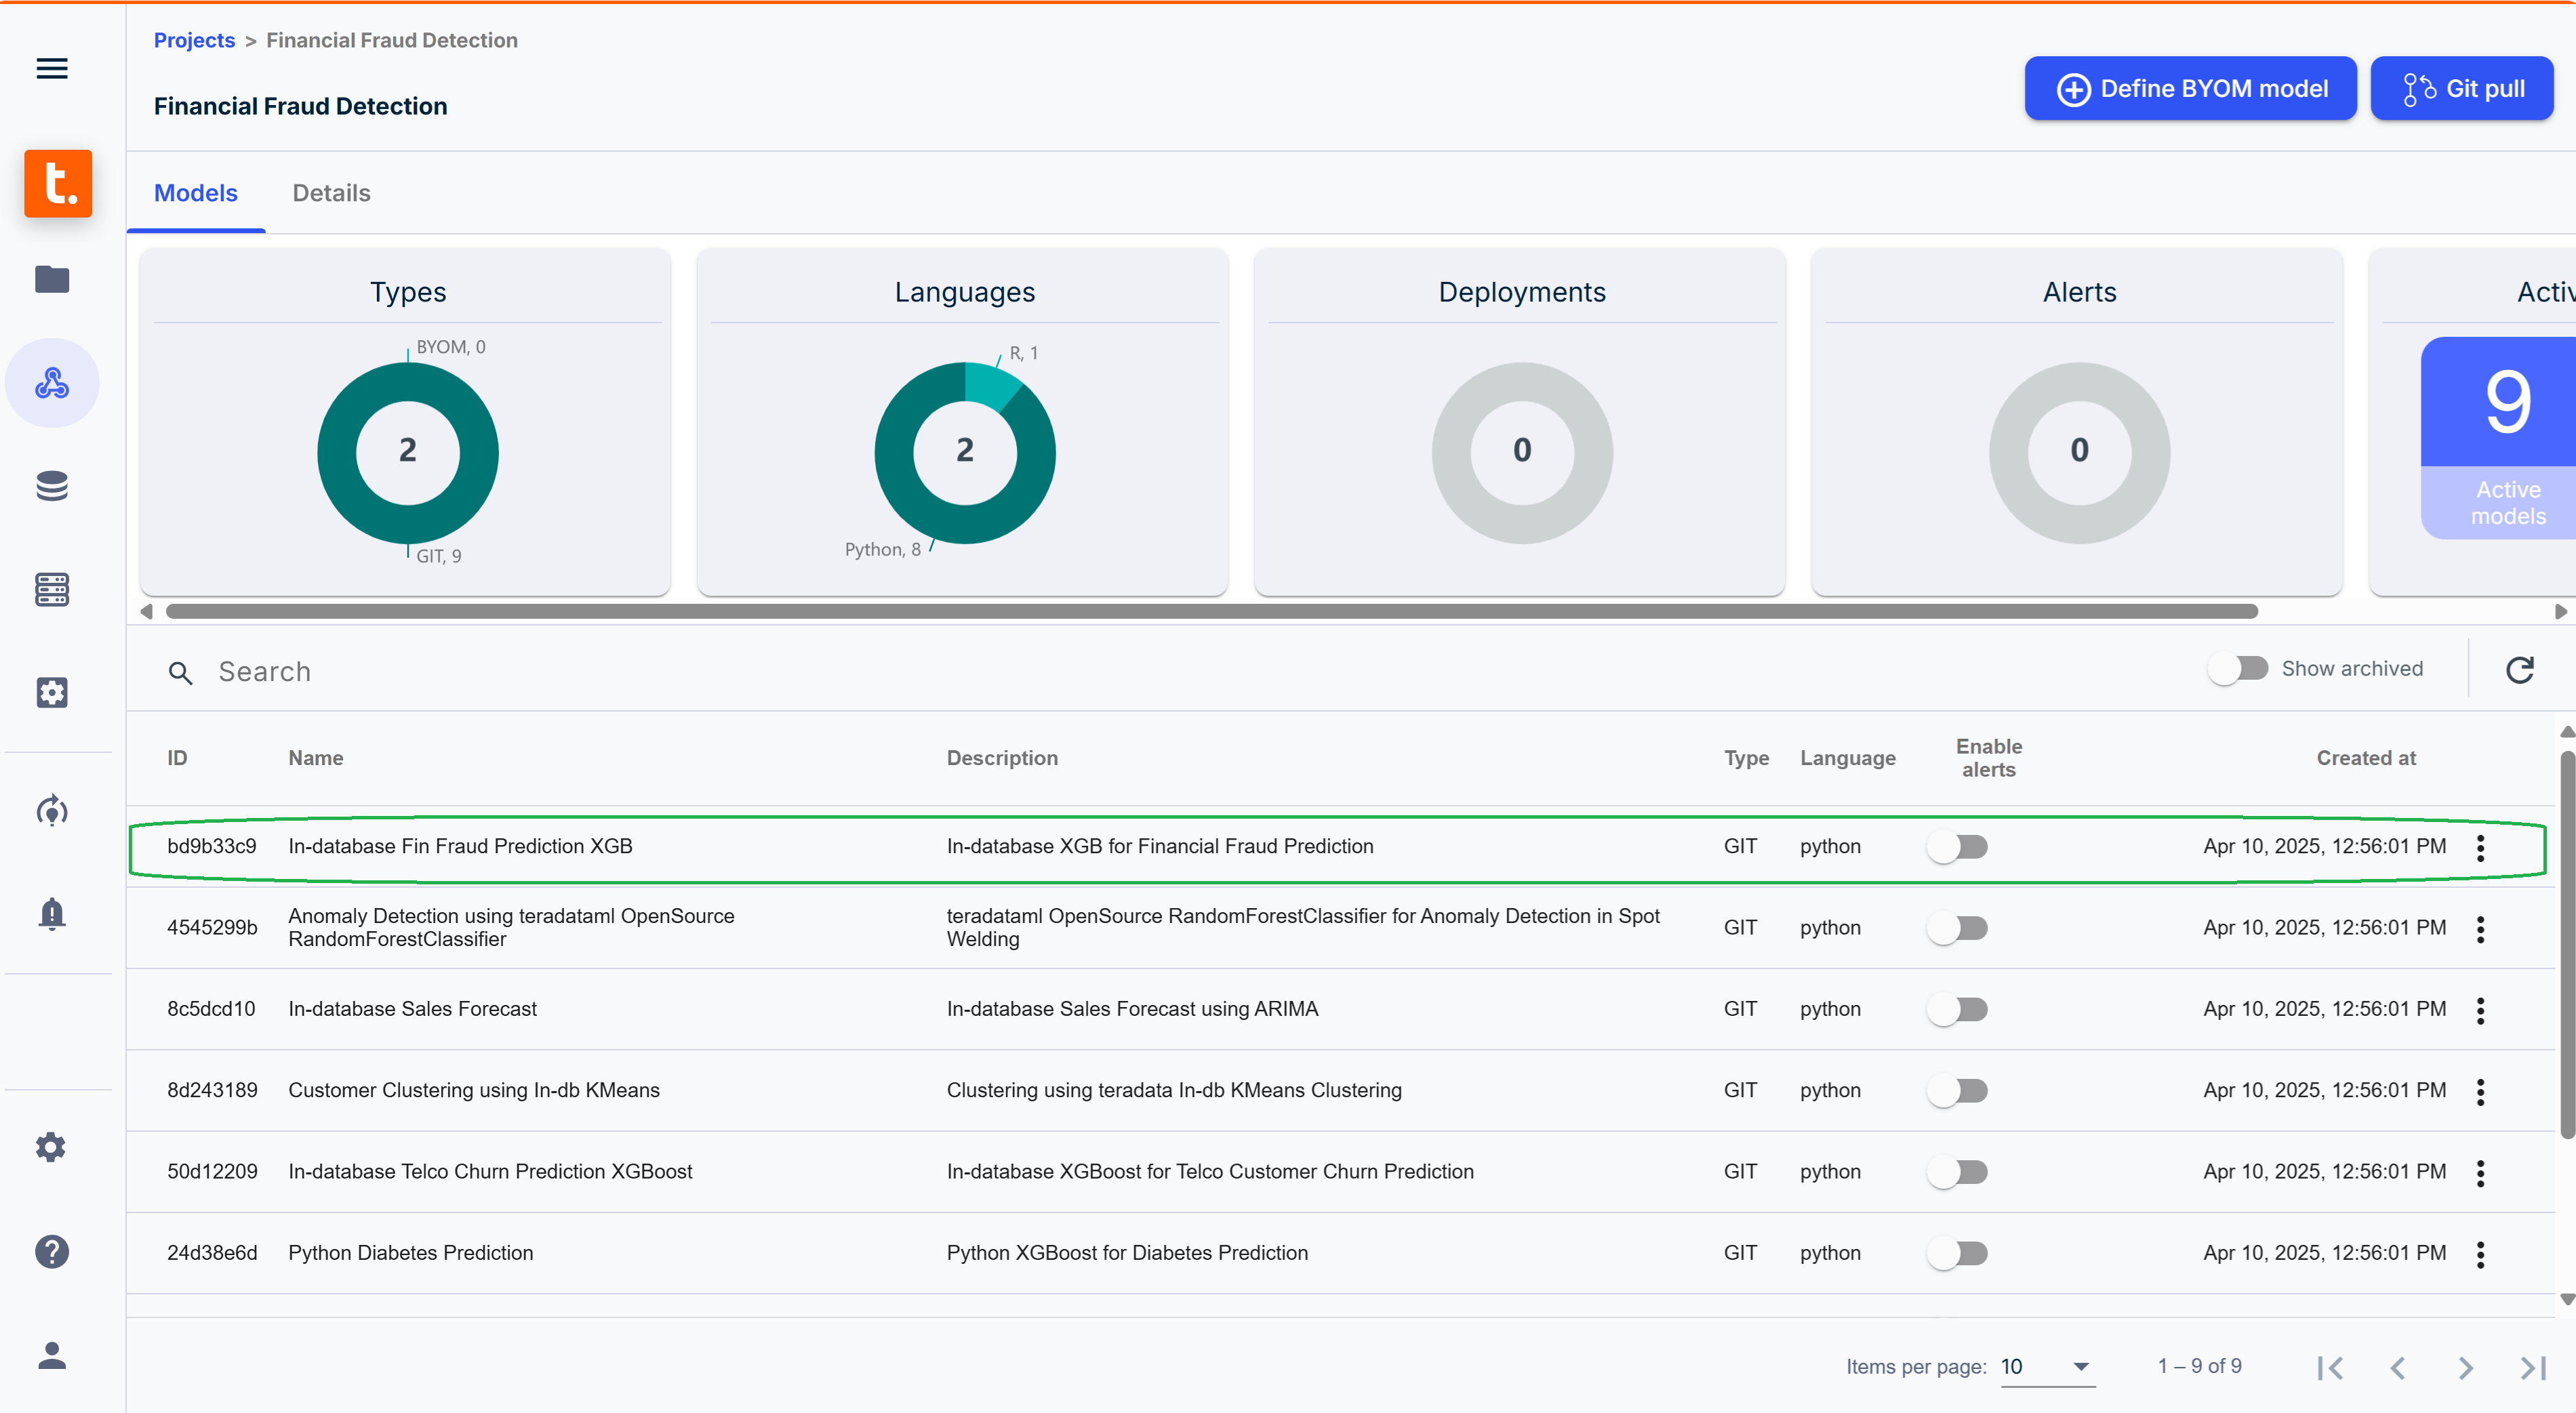 Projects > Financial Fraud Detection
Financial Fraud Detection
Define BYOM model
Git pull
t.
Models
Details
Types
BYOM, 0
2
GIT, 9
Languages
R, 1
2
Python, 8
Deployments
0
Alerts
0
Activ
9
Active
models
Search
Show archived
ID
Name
Description
Type
Language
Enable
alerts
Created at
bd9b33c9
In-database Fin Fraud Prediction XGB
In-database XGB for Financial Fraud Prediction
GIT
python
Apr 10, 2025, 12:56:01 PM
4545299b
Anomaly Detection using teradataml OpenSource
RandomForestClassifier
teradataml OpenSource RandomForestClassifier for Anomaly Detection in Spot
Welding
GIT
python
Apr 10, 2025, 12:56:01 PM
8c5dcd10
In-database Sales Forecast
In-database Sales Forecast using ARIMA
GIT
python
Apr 10, 2025, 12:56:01 PM
8d243189
Customer Clustering using In-db KMeans
Clustering using teradata In-db KMeans Clustering
GIT
python
Apr 10, 2025, 12:56:01 PM
50d12209
In-database Telco Churn Prediction XGBoost
In-database XGBoost for Telco Customer Churn Prediction
GIT
python
Apr 10, 2025, 12:56:01 PM
24d38e6d
Python Diabetes Prediction
Python XGBoost for Diabetes Prediction
GIT
python
Apr 10, 2025, 12:56:01 PM
Items per page: 10
1 – 9 of 9